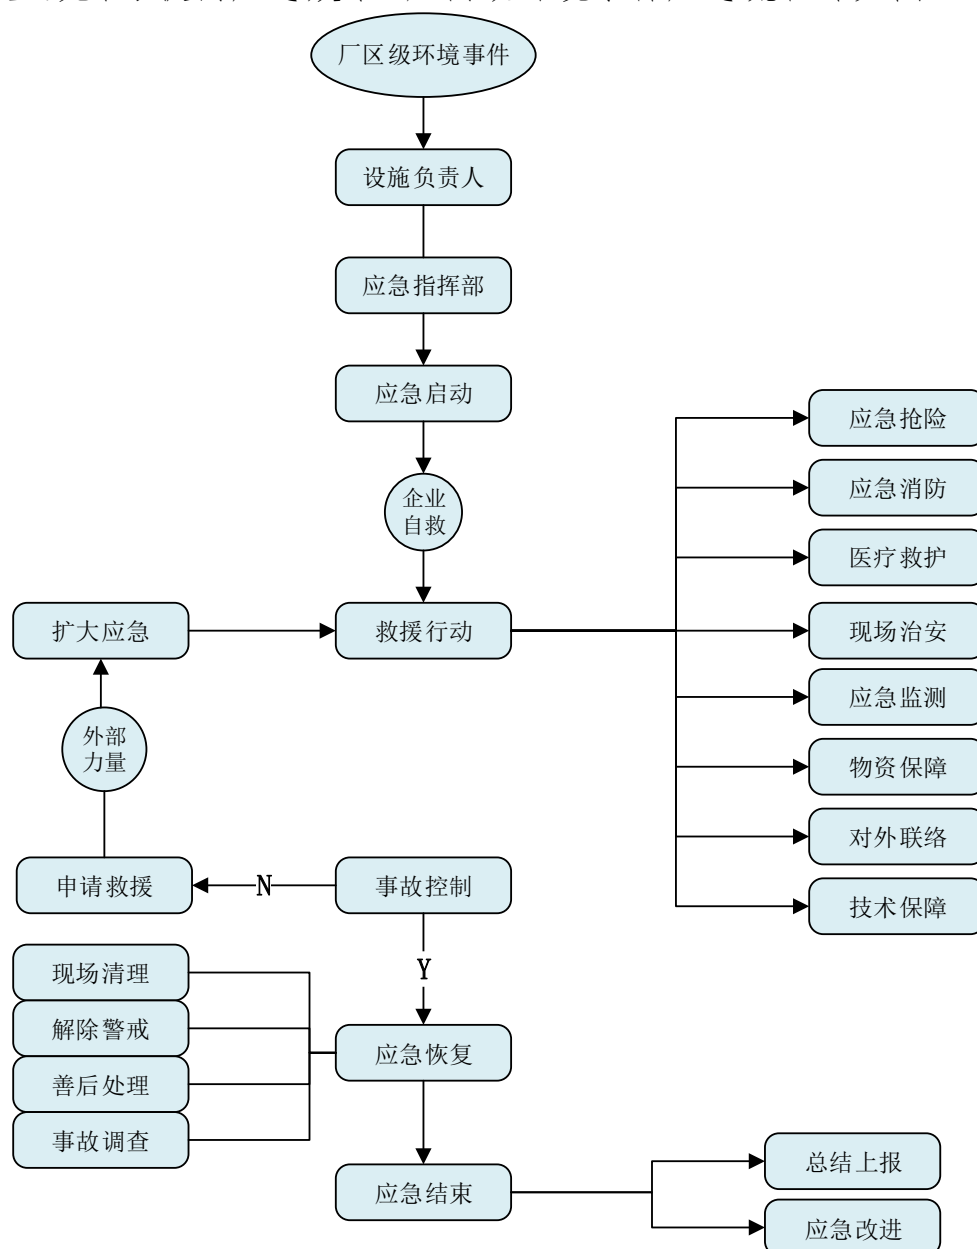 厂区级环境事件
设施负责人
应急指挥部
应急启动
企业
自救
应急抢险
应急消防
医疗救护
扩大应急
救援行动
现场治安
应急监测
外部
力量
物资保障
对外联络
申请救援
N
事故控制
技术保障
Y
现场清理
解除警戒
应急恢复
善后处理
事故调查
总结上报
应急结束
应急改进